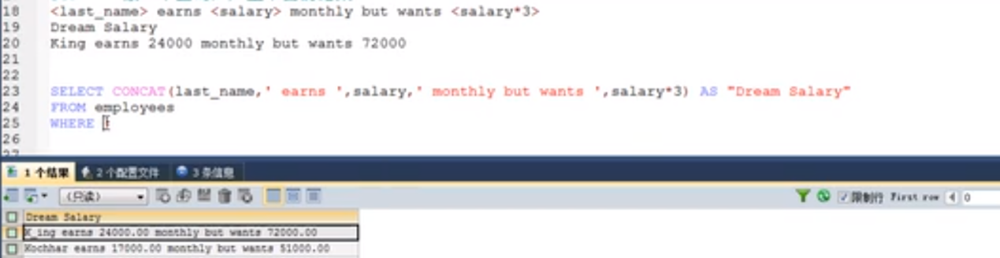 18 <last_name> earns <salary> monthly but wants <salary*3>
19 Dream Salary
20 King earns 24000 monthly but wants 72000
21
22
23 SELECT CONCAT(last_name,' earns ',salary,' monthly but wants ',salary*3) AS "Dream Salary"
24 FROM employees
25 WHERE
26
27
1 个结果 2 个配置文件 3 条信息
(只读) 限制行 First row 0
Dream Salary
K_ing earns 24000.00 monthly but wants 72000.00
Kochhar earns 17000.00 monthly but wants 51000.00